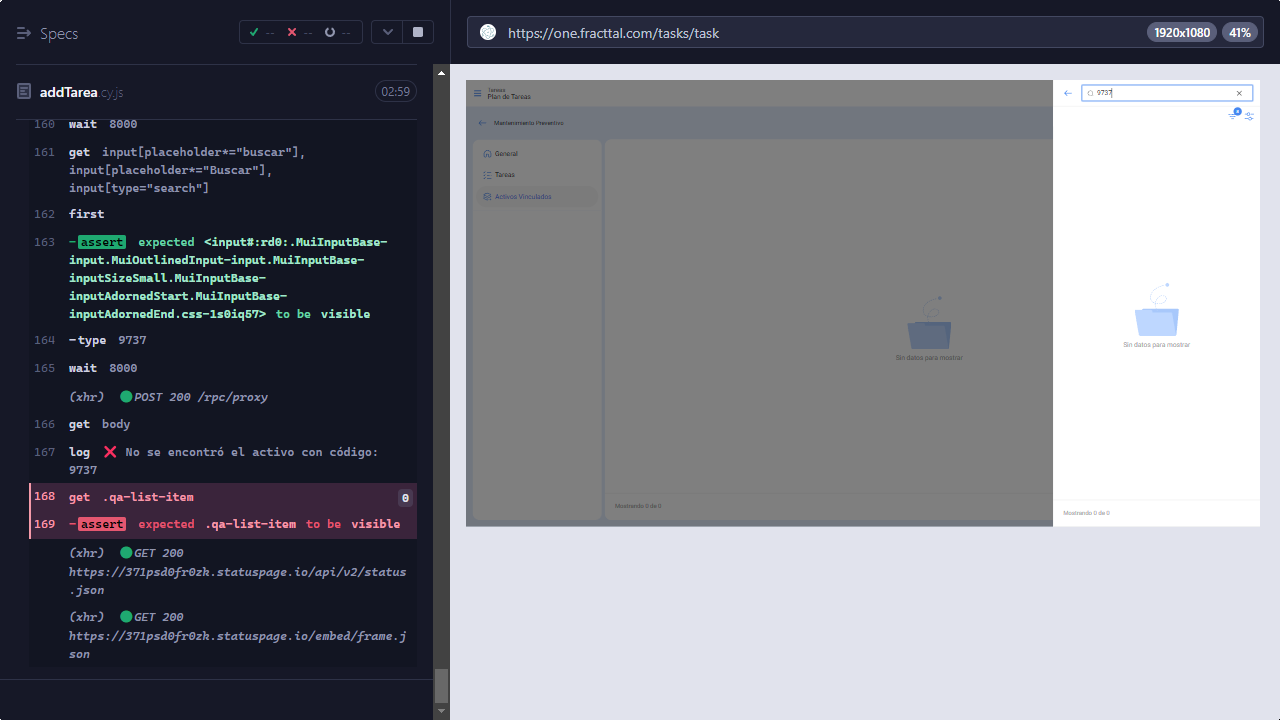 Specs
--
--
--
https://one.fracttal.com/tasks/task
1920x1080
41%
addTarea.cy.js
02:59
160 wait 8000
161 get input[placeholder*="buscar"],
input[placeholder*="Buscar"],
input[type="search"]
162 first
163 -assert expected <input#:rd0:.MuiInputBase-
input.MuiOutlinedInput-input.MuiInputBase-
inputSizeSmall.MuiInputBase-
inputAdornedStart.MuiInputBase-
inputAdornedEnd.css-1s0iq57> to be visible
164 -type 9737
165 wait 8000
(xhr) POST 200 /rpc/proxy
166 get body
167 log ❌ No se encontró el activo con código:
9737
168 get .qa-list-item 0
169 -assert expected .qa-list-item to be visible
(xhr) GET 200
https://371psd0fr0zk.statuspage.io/api/v2/status
.json
(xhr) GET 200
https://371psd0fr0zk.statuspage.io/embed/frame.j
son
Tareas
Plan de Tareas
Mantenimiento Preventivo
General
Tareas
Activos Vinculados
Sin datos para mostrar
Mostrando 0 de 0
9737
Sin datos para mostrar
Mostrando 0 de 0